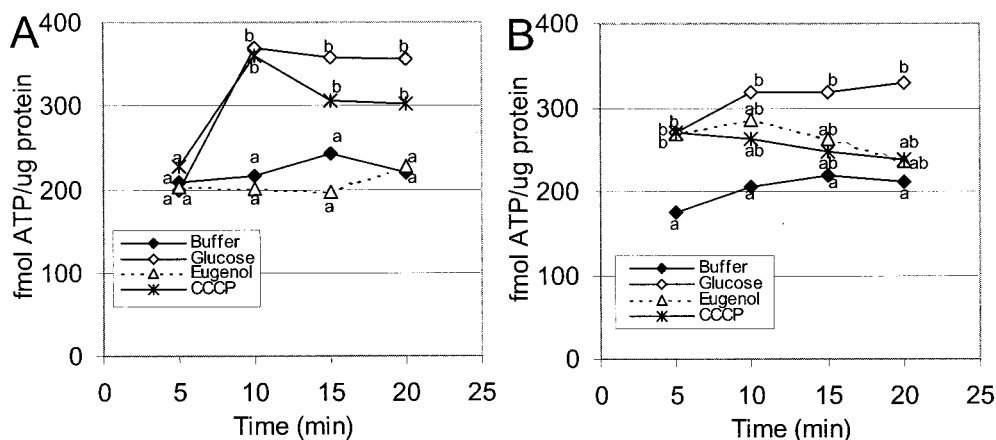 A
fmol ATP/ug protein
400
300
200
100
0
b b b
b b b
a a a a
a a a a a a
Buffer
Glucose
Eugenol
CCCP
0 5 10 15 20 25
Time (min)
B
fmol ATP/ug protein
400
300
200
100
0
b b b
b ab
b ab ab
b ab ab ab
a a a a
Buffer
Glucose
Eugenol
CCCP
0 5 10 15 20 25
Time (min)